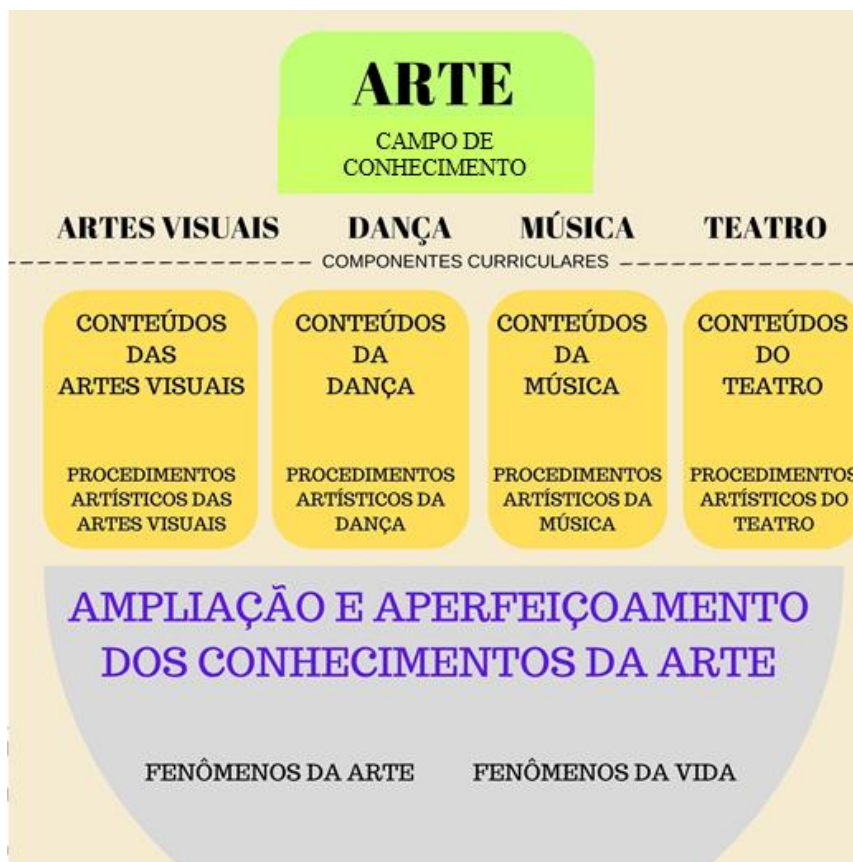 ARTE
CAMPO DE
CONHECIMENTO
ARTES VISUAIS DANÇA MÚSICA TEATRO
COMPONENTES CURRICULARES
CONTEÚDOS
DAS
ARTES VISUAIS
PROCEDIMENTOS
ARTÍSTICOS DAS
ARTES VISUAIS
CONTEÚDOS
DA
DANÇA
PROCEDIMENTOS
ARTÍSTICOS DA
DANÇA
CONTEÚDOS
DA
MÚSICA
PROCEDIMENTOS
ARTÍSTICOS DA
MÚSICA
CONTEÚDOS
DO
TEATRO
PROCEDIMENTOS
ARTÍSTICOS DO
TEATRO
AMPLIAÇÃO E APERFEIÇOAMENTO
DOS CONHECIMENTOS DA ARTE
FENÔMENOS DA ARTE FENÔMENOS DA VIDA